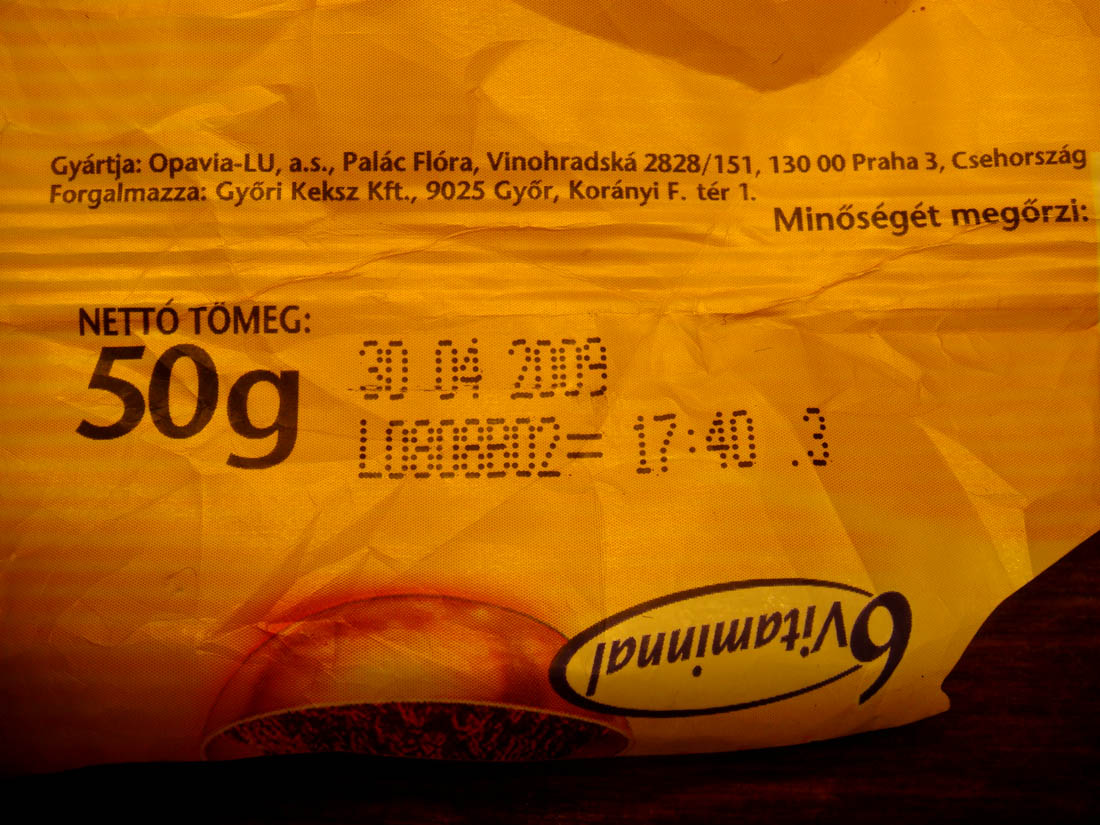 Gyártja: Opavia-LU, a.s., Palác Flóra, Vinohradská 2828/151, 130 00 Praha 3, Csehország
Forgalmazza: Győri Keksz Kft., 9025 Győr, Korányi F. tér 1.
Minőségét megőrzi:
NETTÓ TÖMEG:
50g
30 04 2009
L0808802= 17:40 .3
6 Vitaminnal